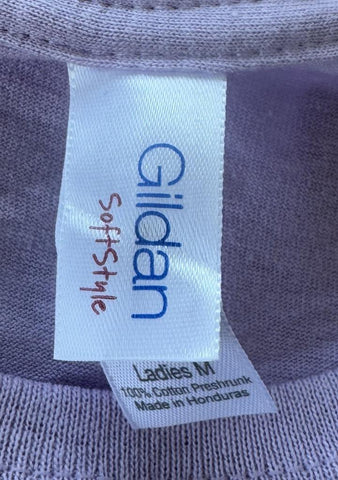 Gildan
SoftStyle
Ladies M
100% Cotton Preshrunk
Made in Honduras